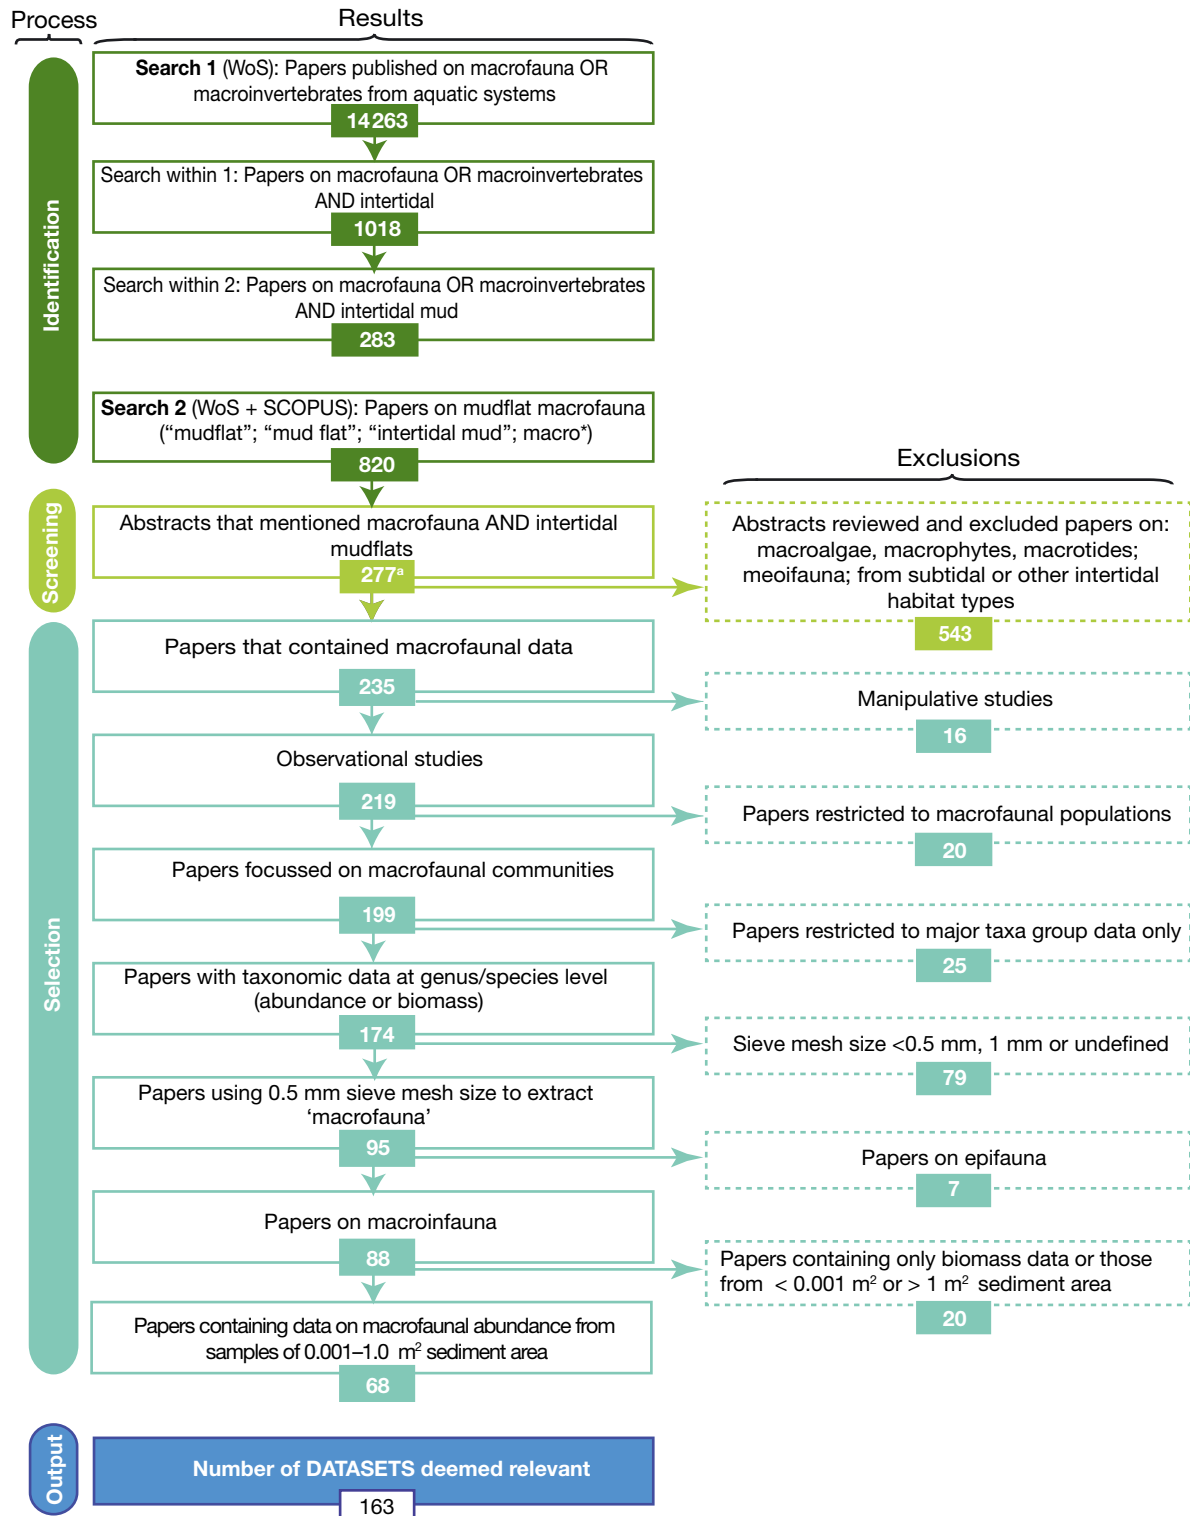 Process
Results
Identification
Search 1 (WoS): Papers published on macrofauna OR
macroinvertebrates from aquatic systems
14 263
Search within 1: Papers on macrofauna OR macroinvertebrates
AND intertidal
1018
Search within 2: Papers on macrofauna OR macroinvertebrates
AND intertidal mud
283
Search 2 (WoS + SCOPUS): Papers on mudflat macrofauna
(“mudflat”; “mud flat”; “intertidal mud”; macro*)
820
Exclusions
Screening
Abstracts that mentioned macrofauna AND intertidal
mudflats
277ᵃ
Abstracts reviewed and excluded papers on:
macroalgae, macrophytes, macrotides;
meoifauna; from subtidal or other intertidal
habitat types
543
Selection
Papers that contained macrofaunal data
235
Manipulative studies
16
Observational studies
219
Papers restricted to macrofaunal populations
20
Papers focussed on macrofaunal communities
199
Papers restricted to major taxa group data only
25
Papers with taxonomic data at genus/species level
(abundance or biomass)
174
Sieve mesh size <0.5 mm, 1 mm or undefined
79
Papers using 0.5 mm sieve mesh size to extract
‘macrofauna’
95
Papers on epifauna
7
Papers on macroinfauna
88
Papers containing only biomass data or those
from < 0.001 m² or > 1 m² sediment area
20
Papers containing data on macrofaunal abundance from
samples of 0.001–1.0 m² sediment area
68
Output
Number of DATASETS deemed relevant
163